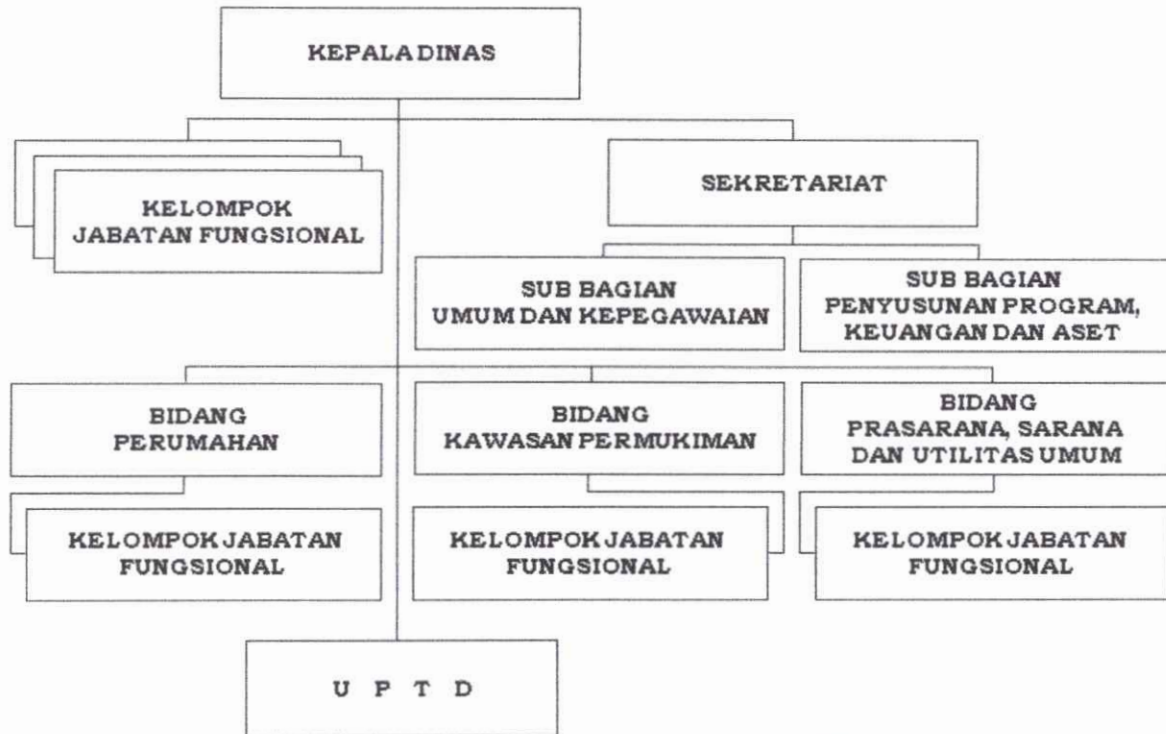 KEPALA DINAS
KELOMPOK
JABATAN FUNGSIONAL
SEKRETARIAT
SUB BAGIAN
UMUM DAN KEPEGAWAIAN
SUB BAGIAN
PENYUSUNAN PROGRAM,
KEUANGAN DAN ASET
BIDANG
PERUMAHAN
BIDANG
KAWASAN PERMUKIMAN
BIDANG
PRASARANA, SARANA
DAN UTILITAS UMUM
KELOMPOK JABATAN
FUNGSIONAL
KELOMPOK JABATAN
FUNGSIONAL
KELOMPOK JABATAN
FUNGSIONAL
U P T D